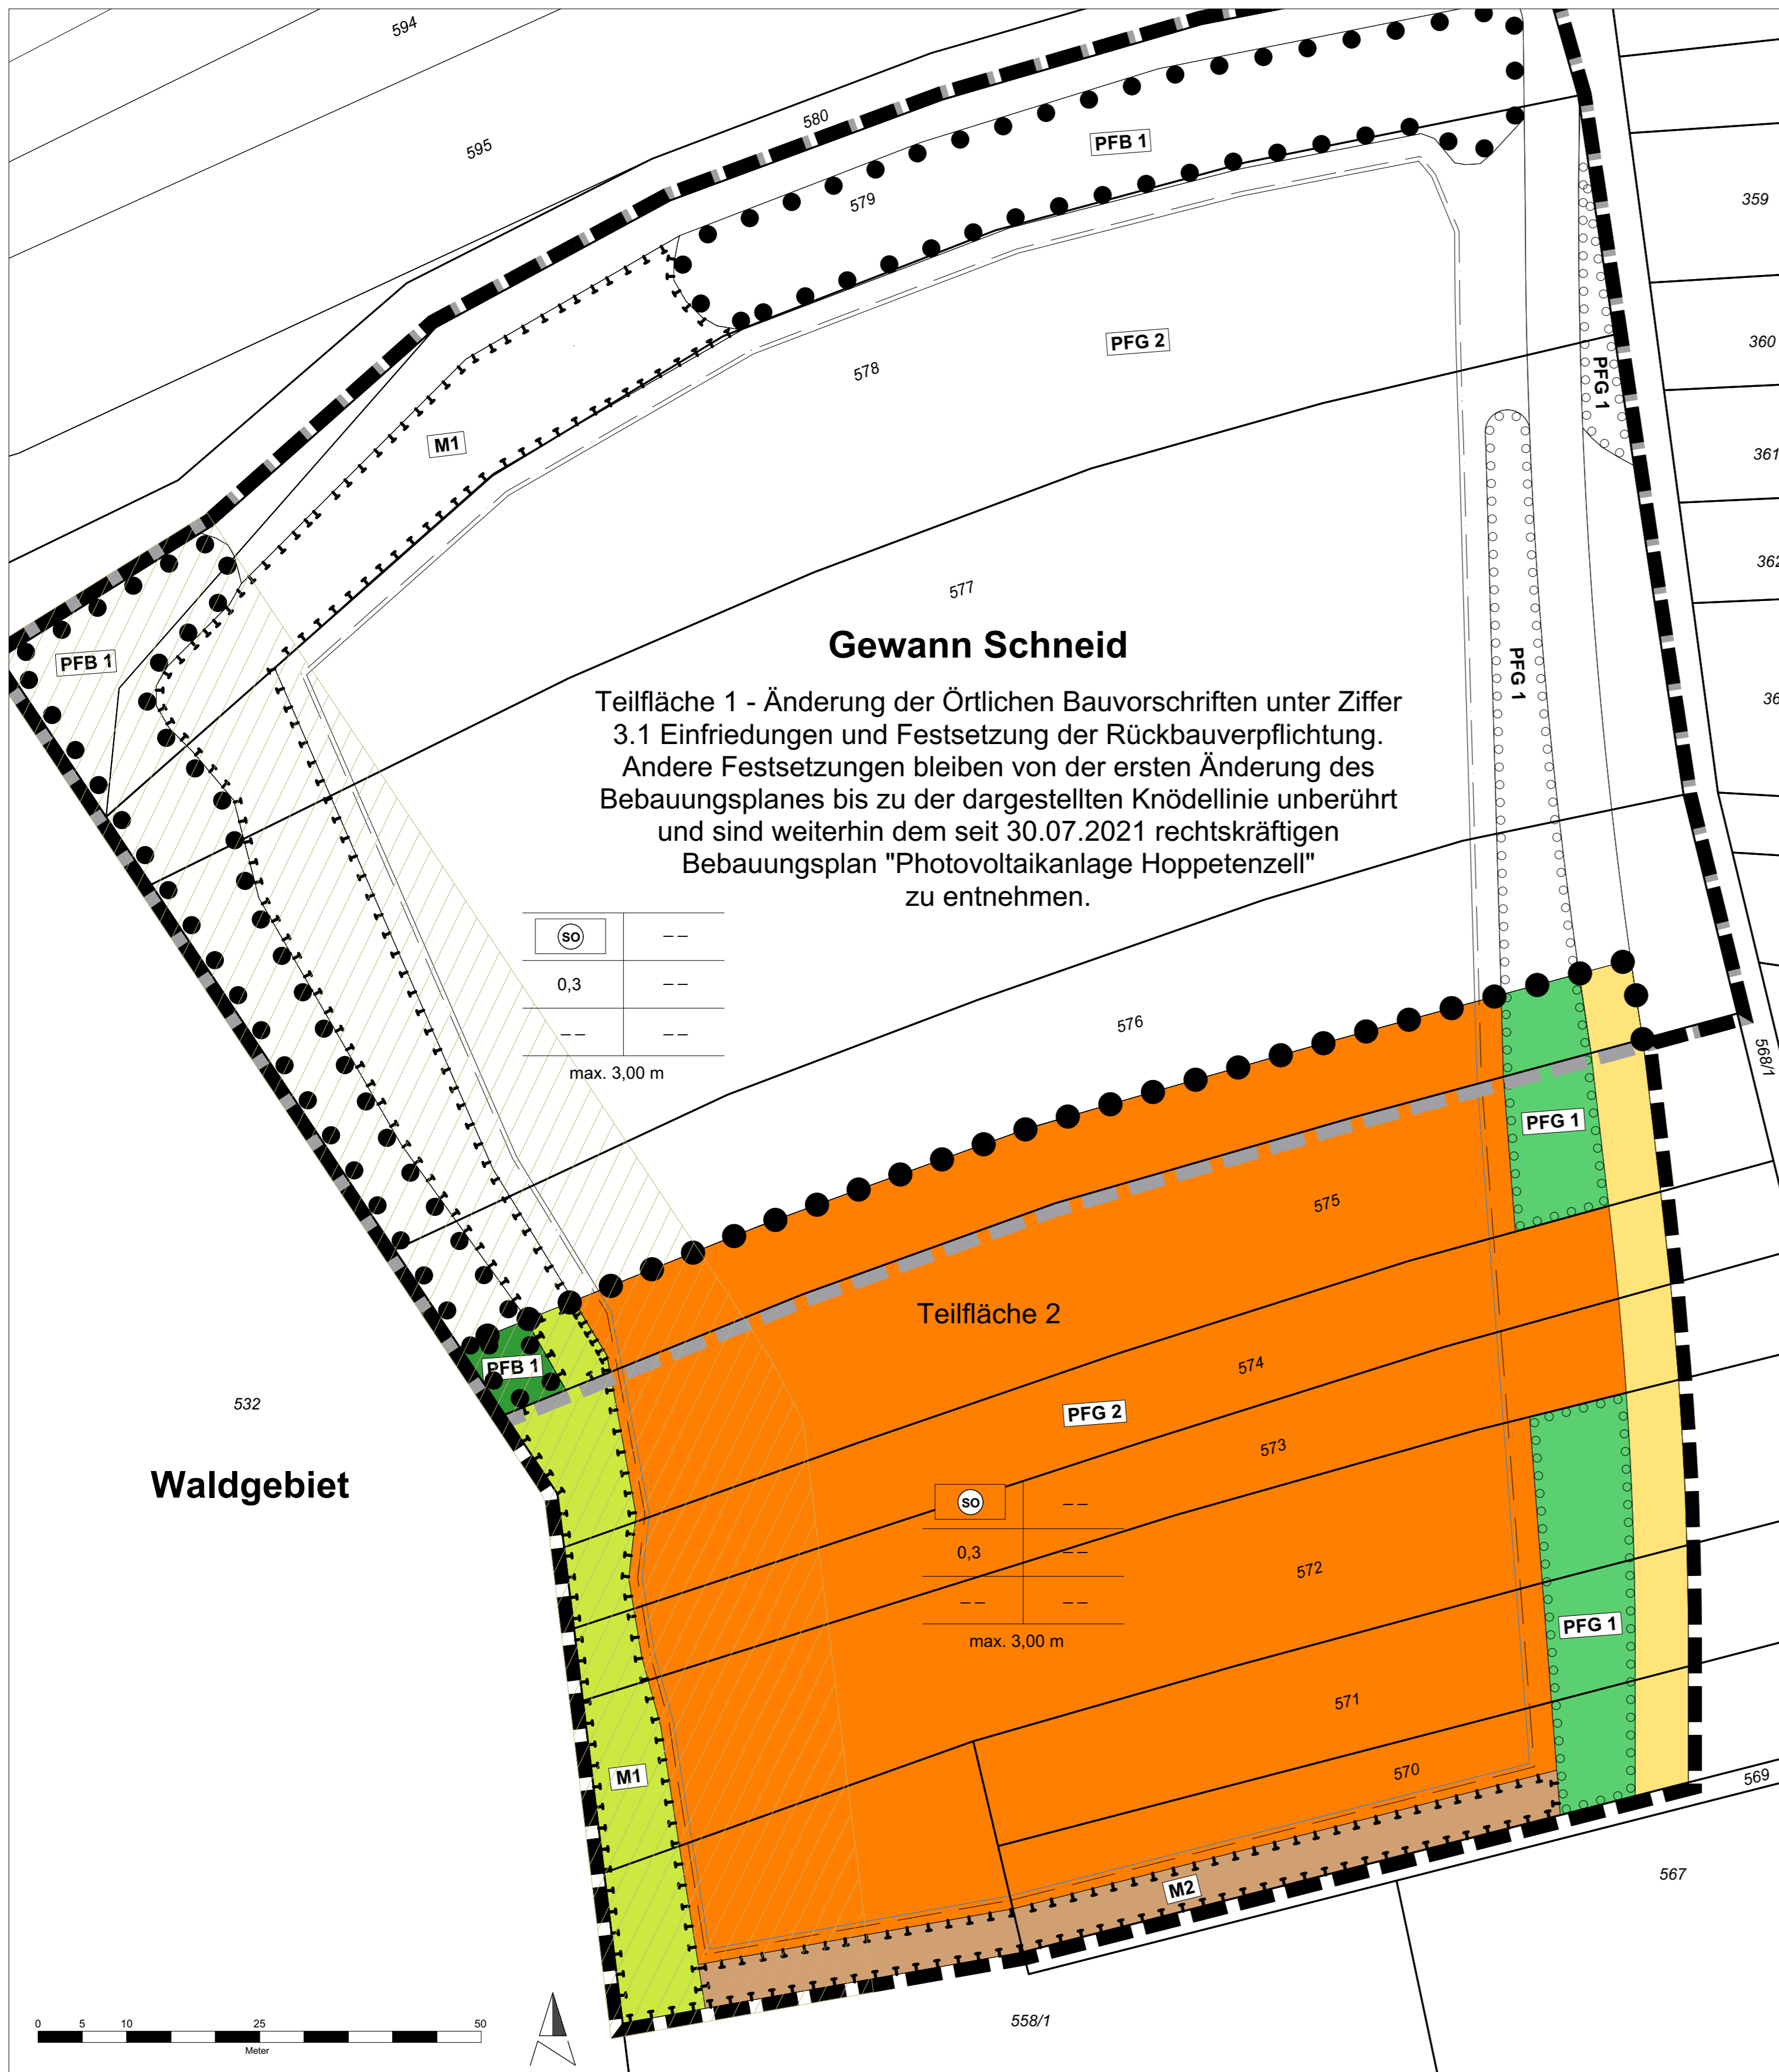 594
595
580
PFB 1
579
359
PFG 2
578
360
PFG 1
M1
361
362
577
Gewann Schneid
PFB 1
PFG 1
Teilfläche 1 - Änderung der Örtlichen Bauvorschriften unter Ziffer
3.1 Einfriedungen und Festsetzung der Rückbauverpflichtung.
Andere Festsetzungen bleiben von der ersten Änderung des
Bebauungsplanes bis zu der dargestellten Knödellinie unberührt
und sind weiterhin dem seit 30.07.2021 rechtskräftigen
Bebauungsplan "Photovoltaikanlage Hoppetenzell"
zu entnehmen.
SO – –
0,3 – –
– – – –
max. 3,00 m
576
568/1
PFG 1
575
Teilfläche 2
PFB 1
574
532
PFG 2
573
Waldgebiet
SO – –
0,3 – –
– – – –
max. 3,00 m
572
PFG 1
571
M1
570
569
567
M2
558/1
0 5 10 25 50
Meter